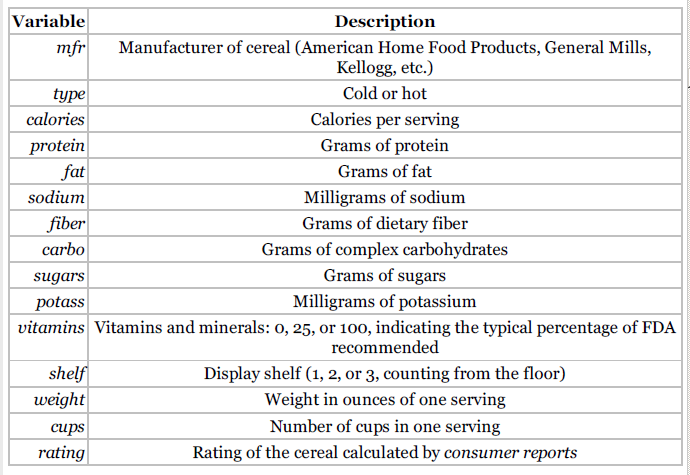 Variable Description
mfr Manufacturer of cereal (American Home Food Products, General Mills,
Kellogg, etc.)
type Cold or hot
calories Calories per serving
protein Grams of protein
fat Grams of fat
sodium Milligrams of sodium
fiber Grams of dietary fiber
carbo Grams of complex carbohydrates
sugars Grams of sugars
potass Milligrams of potassium
vitamins Vitamins and minerals: 0, 25, or 100, indicating the typical percentage of FDA
recommended
shelf Display shelf (1, 2, or 3, counting from the floor)
weight Weight in ounces of one serving
cups Number of cups in one serving
rating Rating of the cereal calculated by consumer reports